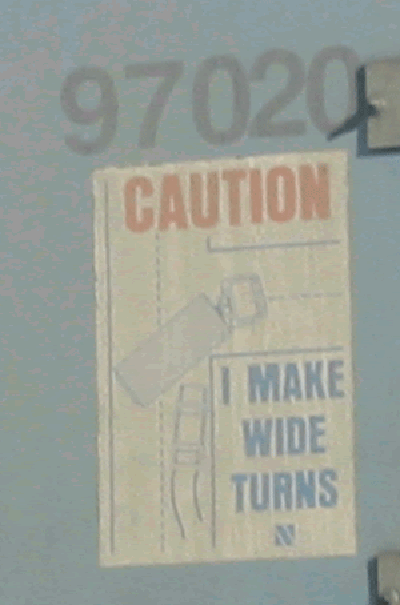 97020
CAUTION
I MAKE
WIDE
TURNS